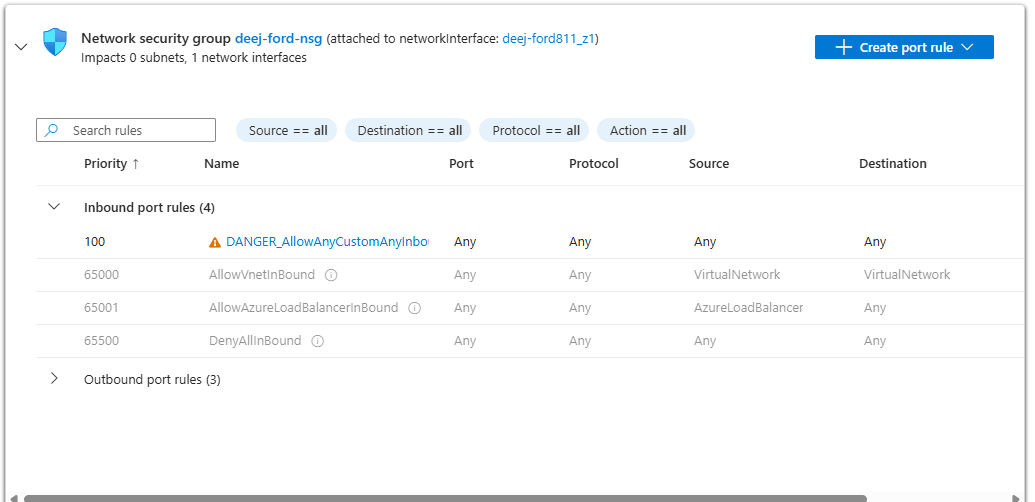 Network security group deej-ford-nsg (attached to networkInterface: deej-ford811_z1)
Impacts 0 subnets, 1 network interfaces
Create port rule
Search rules
Source == all
Destination == all
Protocol == all
Action == all
Priority ↑ Name Port Protocol Source Destination
Inbound port rules (4)
100 DANGER_AllowAnyCustomAnyInbou Any Any Any Any
65000 AllowVnetInBound Any Any VirtualNetwork VirtualNetwork
65001 AllowAzureLoadBalancerInBound Any Any AzureLoadBalancer Any
65500 DenyAllInBound Any Any Any Any
Outbound port rules (3)